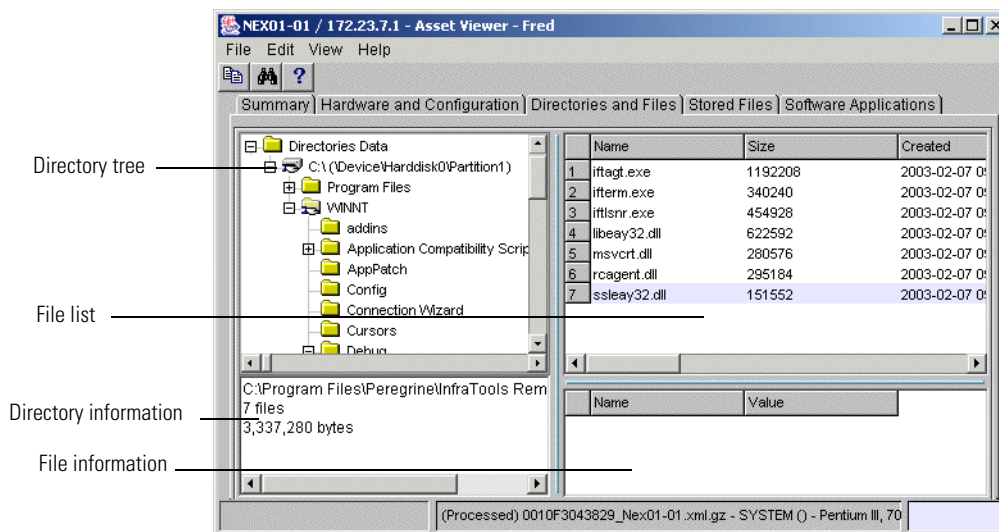 NEX01-01 / 172.23.7.1 - Asset Viewer - Fred
File Edit View Help
Summary Hardware and Configuration Directories and Files Stored Files Software Applications
Directory tree
File list
Directory information
File information
Directories Data
C:\ (\Device\Harddisk0\Partition1)
Program Files
WINNT
addins
Application Compatibility Scrip
AppPatch
Config
Connection Wizard
Cursors
Debug
Name Size Created
1 iftagt.exe 1192208 2003-02-07 0
2 ifterm.exe 340240 2003-02-07 0
3 iftlsnr.exe 454928 2003-02-07 0
4 libeay32.dll 622592 2003-02-07 0
5 msvcrt.dll 280576 2003-02-07 0
6 rcagent.dll 295184 2003-02-07 0
7 ssleay32.dll 151552 2003-02-07 0
C:\Program Files\Peregrine\InfraTools Rem
7 files
3,337,280 bytes
Name Value
(Processed) 0010F3043829_Nex01-01.xml.gz - SYSTEM () - Pentium III, 70